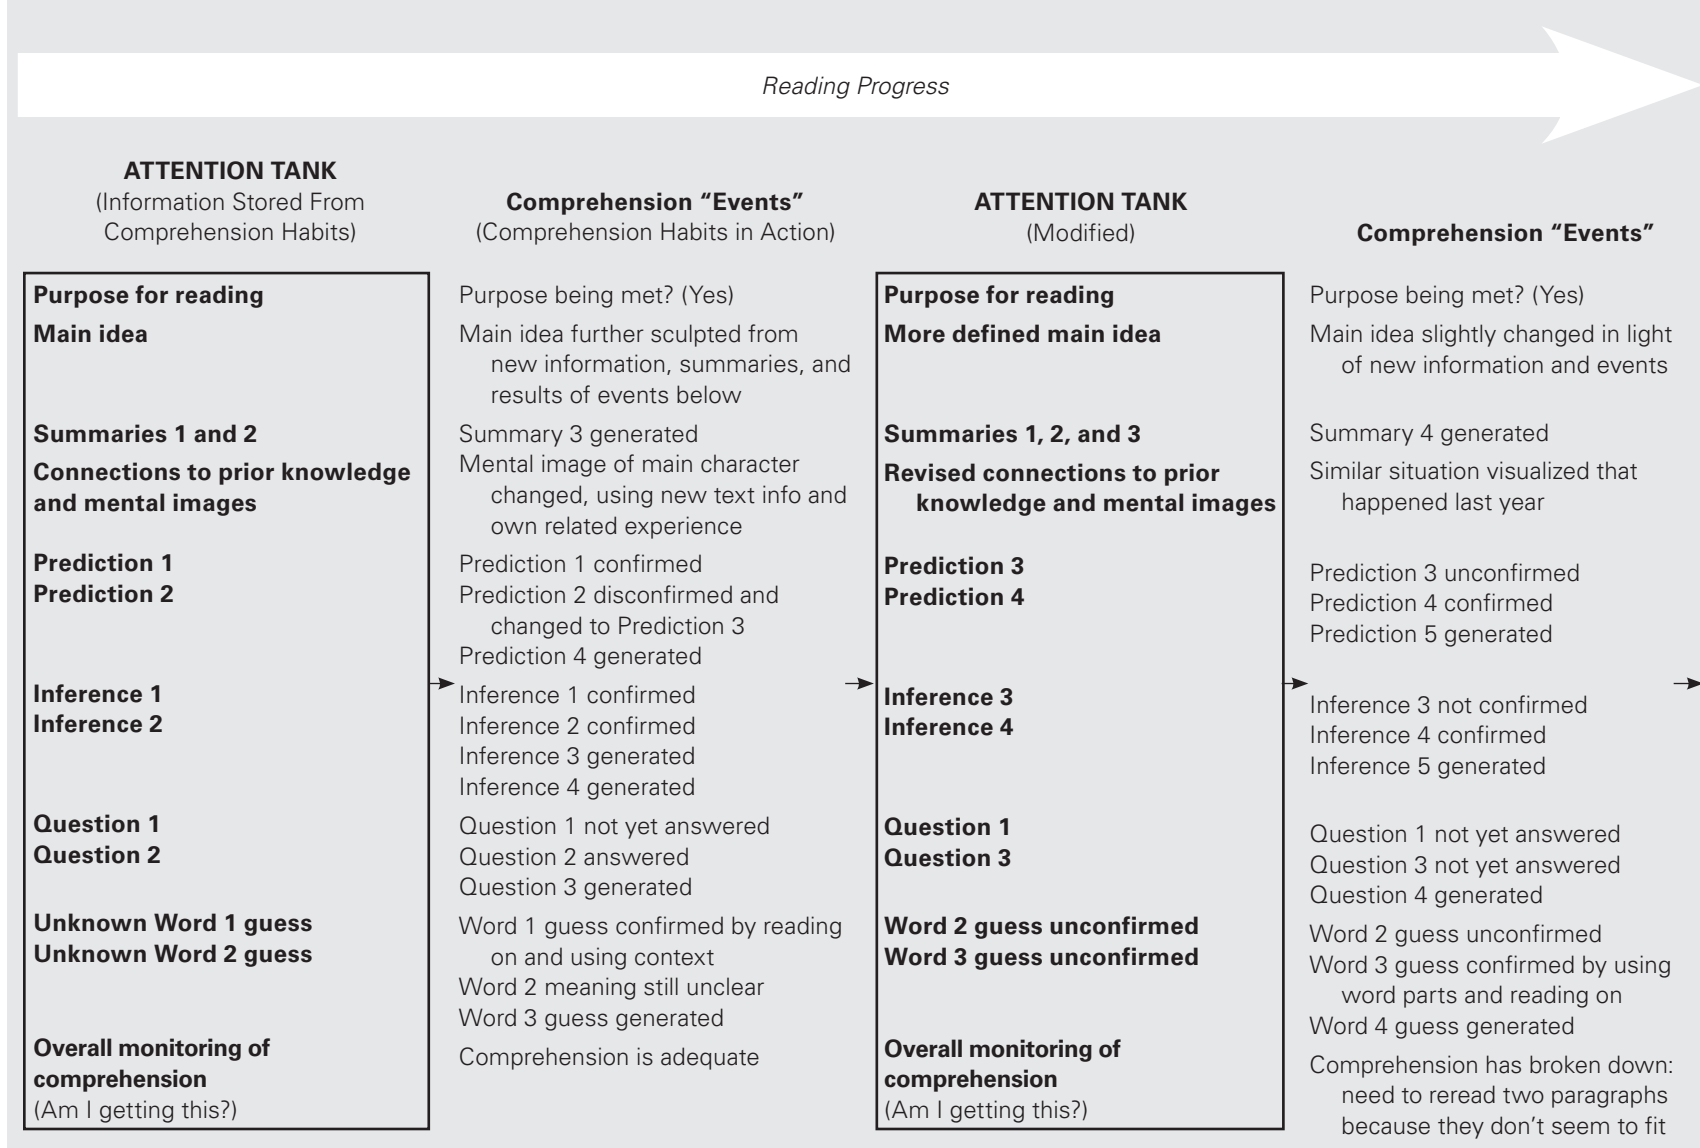 Reading Progress
ATTENTION TANK
(Information Stored From
Comprehension Habits)
Purpose for reading
Main idea
Summaries 1 and 2
Connections to prior knowledge
and mental images
Prediction 1
Prediction 2
Inference 1
Inference 2
Question 1
Question 2
Unknown Word 1 guess
Unknown Word 2 guess
Overall monitoring of
comprehension
(Am I getting this?)
Comprehension “Events”
(Comprehension Habits in Action)
Purpose being met? (Yes)
Main idea further sculpted from
new information, summaries, and
results of events below
Summary 3 generated
Mental image of main character
changed, using new text info and
own related experience
Prediction 1 confirmed
Prediction 2 disconfirmed and
changed to Prediction 3
Prediction 4 generated
Inference 1 confirmed
Inference 2 confirmed
Inference 3 generated
Inference 4 generated
Question 1 not yet answered
Question 2 answered
Question 3 generated
Word 1 guess confirmed by reading
on and using context
Word 2 meaning still unclear
Word 3 guess generated
Comprehension is adequate
ATTENTION TANK
(Modified)
Purpose for reading
More defined main idea
Summaries 1, 2, and 3
Revised connections to prior
knowledge and mental images
Prediction 3
Prediction 4
Inference 3
Inference 4
Question 1
Question 3
Word 2 guess unconfirmed
Word 3 guess unconfirmed
Overall monitoring of
comprehension
(Am I getting this?)
Comprehension “Events”
Purpose being met? (Yes)
Main idea slightly changed in light
of new information and events
Summary 4 generated
Similar situation visualized that
happened last year
Prediction 3 unconfirmed
Prediction 4 confirmed
Prediction 5 generated
Inference 3 not confirmed
Inference 4 confirmed
Inference 5 generated
Question 1 not yet answered
Question 3 not yet answered
Question 4 generated
Word 2 guess unconfirmed
Word 3 guess confirmed by using
word parts and reading on
Word 4 guess generated
Comprehension has broken down:
need to reread two paragraphs
because they don’t seem to fit